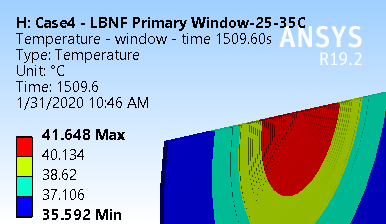 H: Case4 - LBNF Primary Window-25-35C
Temperature - window - time 1509.60s
Type: Temperature
Unit: °C
Time: 1509.6
1/31/2020 10:46 AM
ANSYS
R19.2
41.648 Max
40.134
38.62
37.106
35.592 Min